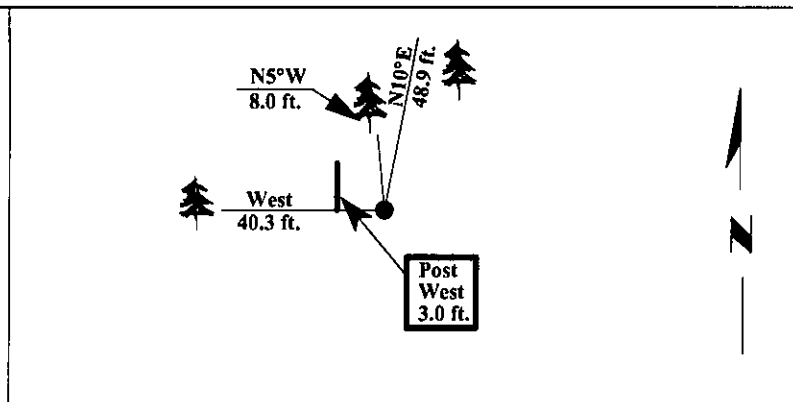 N5°W
8.0 ft.
N10°E
48.9 ft.
West
40.3 ft.
Post
West
3.0 ft.
N